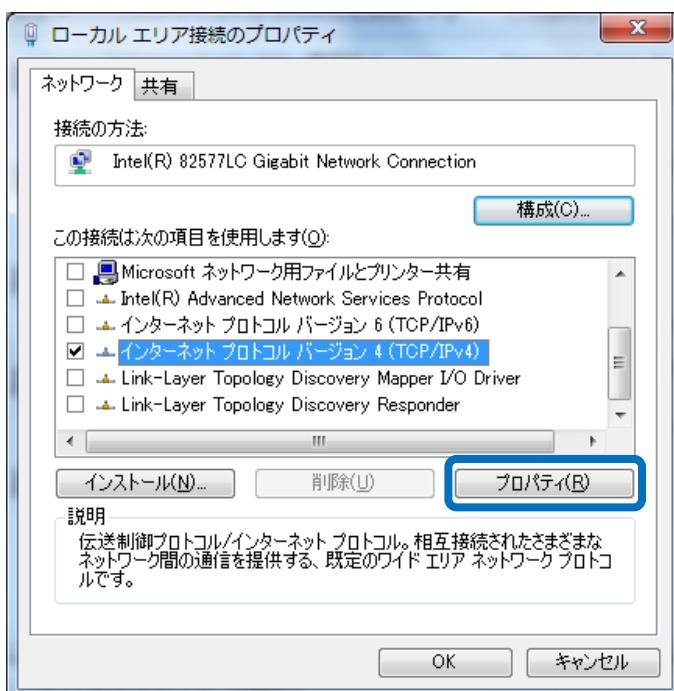 ローカル エリア接続のプロパティ
ネットワーク 共有
接続の方法:
Intel(R) 82577LC Gigabit Network Connection
構成(C)...
この接続は次の項目を使用します(O):
Microsoft ネットワーク用ファイルとプリンター共有
Intel(R) Advanced Network Services Protocol
インターネット プロトコル バージョン 6 (TCP/IPv6)
インターネット プロトコル バージョン 4 (TCP/IPv4)
Link-Layer Topology Discovery Mapper I/O Driver
Link-Layer Topology Discovery Responder
インストール(N)... 削除(U) プロパティ(R)
説明
伝送制御プロトコル/インターネット プロトコル。相互接続されたさまざまな
ネットワーク間の通信を提供する、既定のワイド エリア ネットワーク プロトコ
ルです。
OK キャンセル